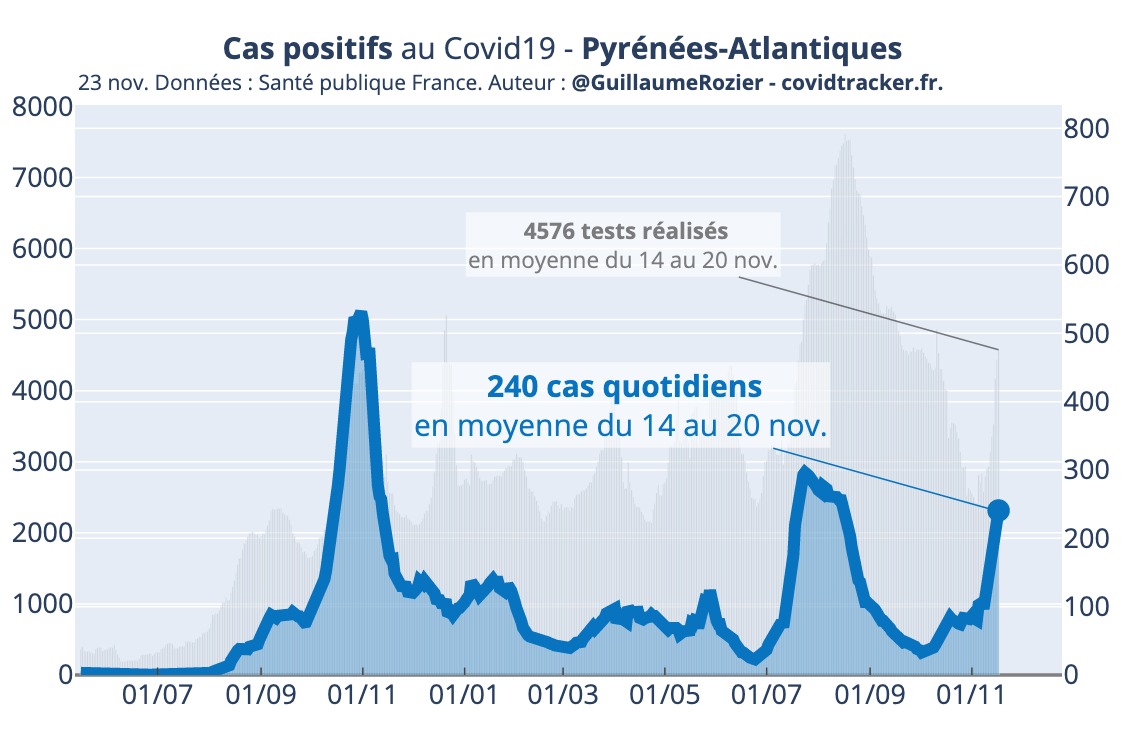 Cas positifs au Covid19 - Pyrénées-Atlantiques
23 nov. Données : Santé publique France. Auteur : @GuillaumeRozier - covidtracker.fr.
8000
7000
6000
5000
4000
3000
2000
1000
0
800
700
600
500
400
300
200
100
0
4576 tests réalisés
en moyenne du 14 au 20 nov.
240 cas quotidiens
en moyenne du 14 au 20 nov.
01/07 01/09 01/11 01/01 01/03 01/05 01/07 01/09 01/11